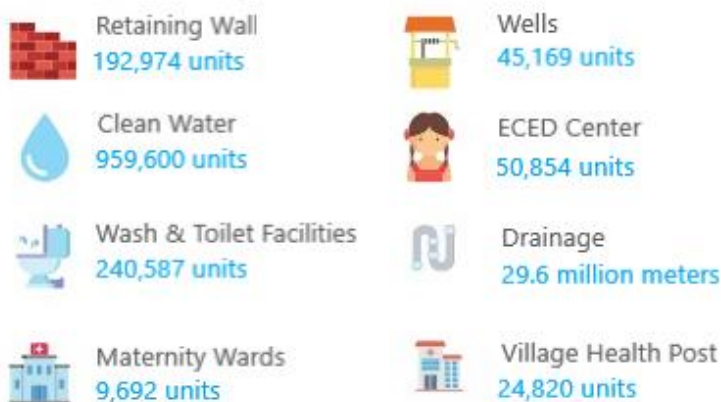 Retaining Wall
192,974 units
Wells
45,169 units
Clean Water
959,600 units
ECED Center
50,854 units
Wash & Toilet Facilities
240,587 units
Drainage
29.6 million meters
Maternity Wards
9,692 units
Village Health Post
24,820 units